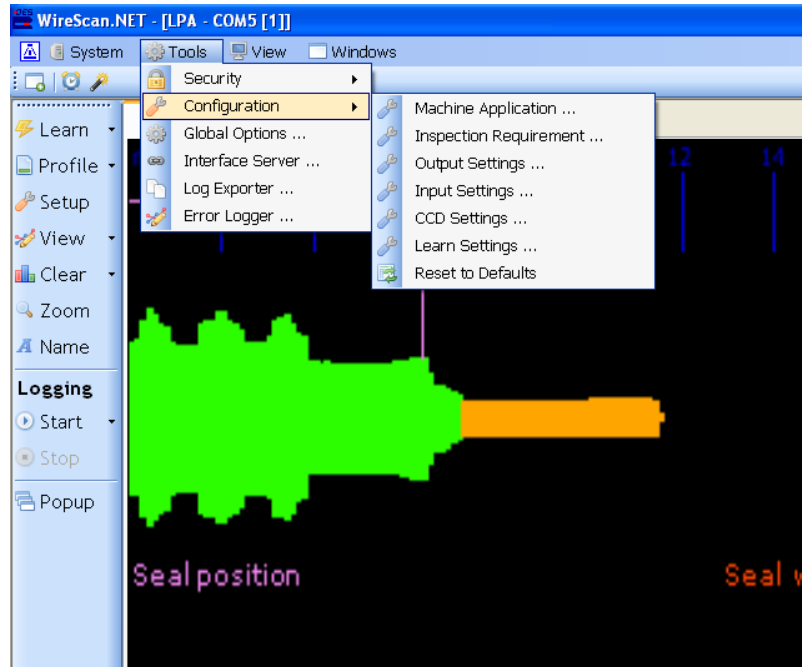 OES
WireScan.NET - [LPA - COM5 [1]]
System Tools View Windows
Security
Configuration
Global Options ...
Interface Server ...
Log Exporter ...
Error Logger ...
Machine Application ...
Inspection Requirement ...
Output Settings ...
Input Settings ...
CCD Settings ...
Learn Settings ...
Reset to Defaults
Learn
Profile
Setup
View
Clear
Zoom
A Name
Logging
Start
Stop
Popup
12 14
Seal position Seal